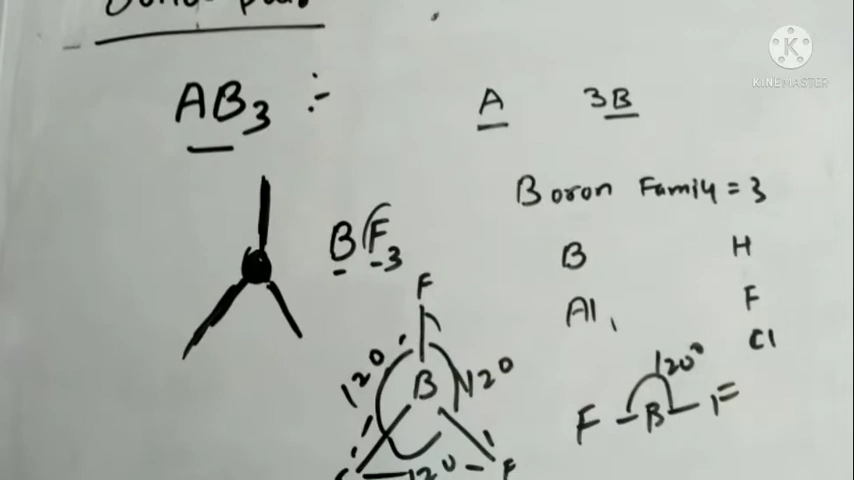 K
KINEMASTER
AB3 :-
A 3B
Boron Family = 3
BF3
B H
Al, F
Cl
F
120° 120
B
120 F
120°
F - B - F